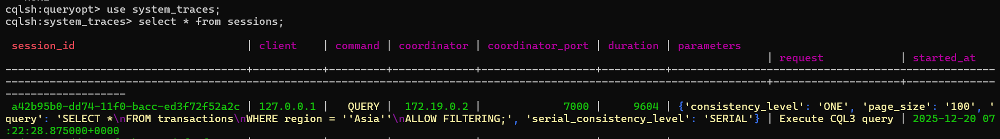 cqlsh:queryopt> use system_traces;
cqlsh:system_traces> select * from sessions;
session_id | client | command | coordinator | coordinator_port | duration | parameters
| request | started_at
--------------------------------------+-----------+---------+-------------+------------------+----------+---------------------------------------------------
------------------------------------------------------------------------------------------------------------------------+--------------------+--------------
-------------------
a42b95b0-dd74-11f0-bacc-ed3f72f52a2c | 127.0.0.1 | QUERY | 172.19.0.2 | 7000 | 9604 | {'consistency_level': 'ONE', 'page_size': '100', '
query': 'SELECT *\nFROM transactions\nWHERE region = ''Asia''\nALLOW FILTERING;', 'serial_consistency_level': 'SERIAL'} | Execute CQL3 query | 2025-12-20 07
:22:28.875000+0000